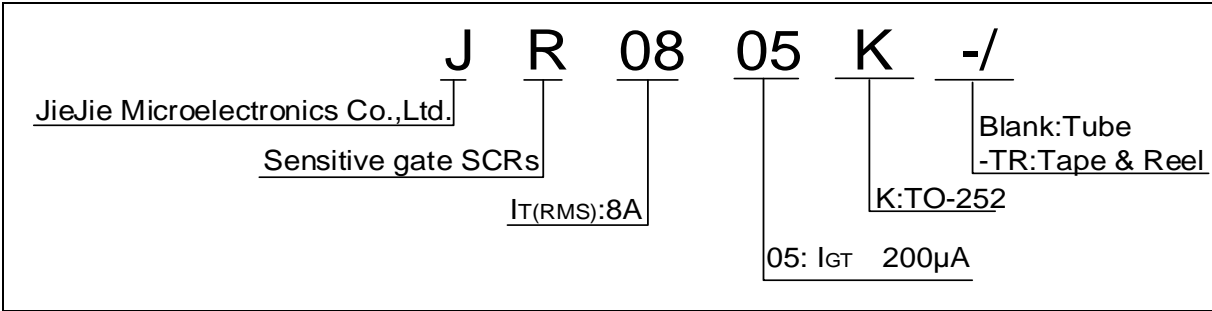 J R 08 05 K -/
JieJie Microelectronics Co.,Ltd.
Blank:Tube
-TR:Tape & Reel
Sensitive gate SCRs
K:TO-252
IT(RMS):8A
05: IGT 200μA